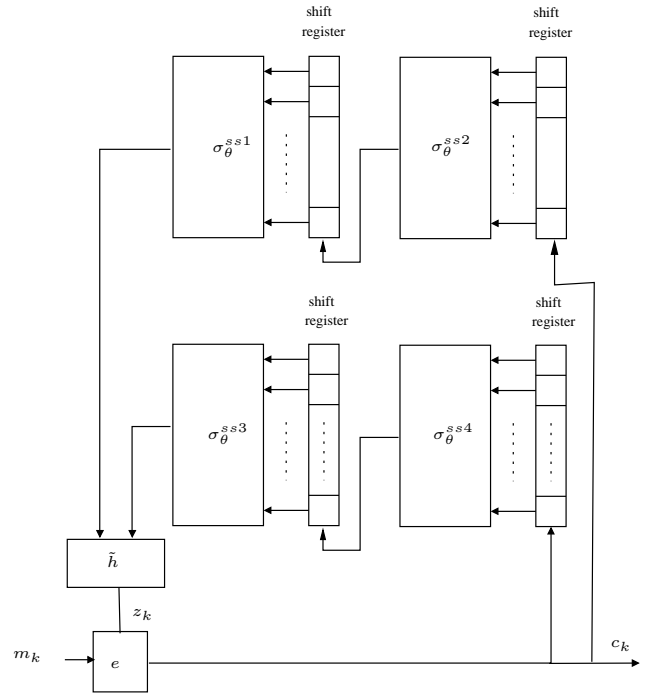 shift
register
shift
register
σ_θ^{ss1}
σ_θ^{ss2}
shift
register
shift
register
σ_θ^{ss3}
σ_θ^{ss4}
h̃
z_k
m_k
e
c_k